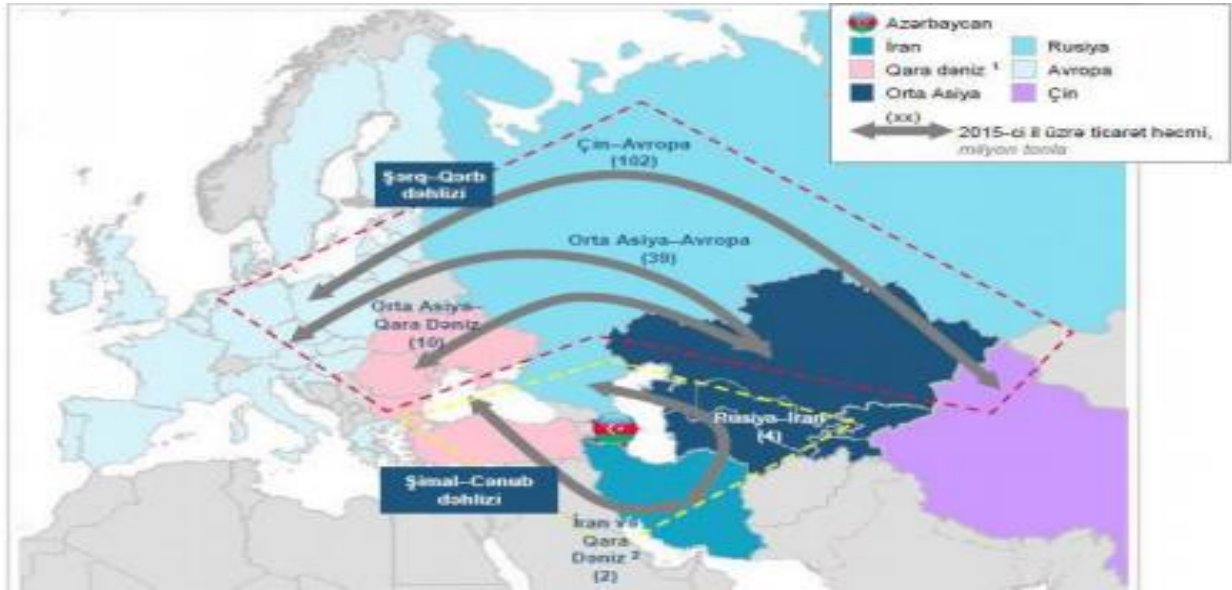 Azərbaycan
İran
Rusiya
Qara dəniz ¹
Avropa
Orta Asiya
Çin
(xx)
2015-ci il üzrə ticarət həcmi,
milyon tonla
Çin–Avropa
(102)
Şərq–Qərb
dəhlizi
Orta Asiya–Avropa
(39)
Orta Asiya–
Qara Dəniz
(10)
Rusiya–İran
(4)
Şimal–Cənub
dəhlizi
İran və
Qara
Dəniz ²
(2)